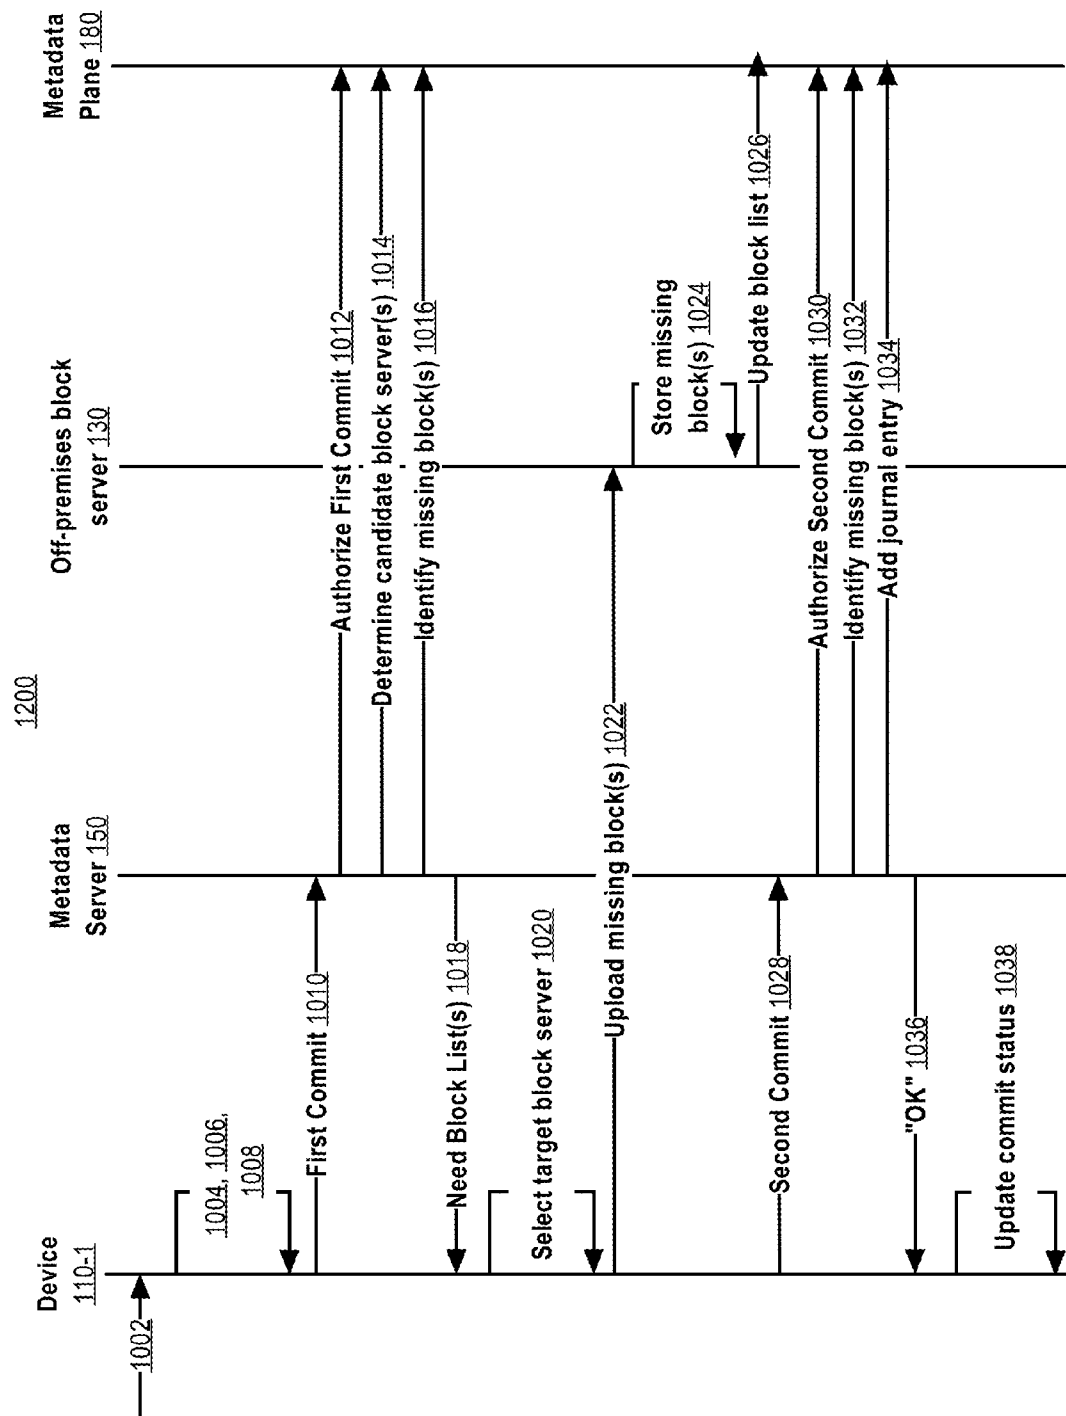 1200
Device
110-1
Metadata
Server 150
Off-premises block
server 130
Metadata
Plane 180
1002
1004, 1006,
1008
First Commit 1010
Authorize First Commit 1012
Determine candidate block server(s) 1014
Identify missing block(s) 1016
Need Block List(s) 1018
Select target block server 1020
Upload missing block(s) 1022
Store missing
block(s) 1024
Update block list 1026
Second Commit 1028
Authorize Second Commit 1030
Identify missing block(s) 1032
Add journal entry 1034
"OK" 1036
Update commit status 1038